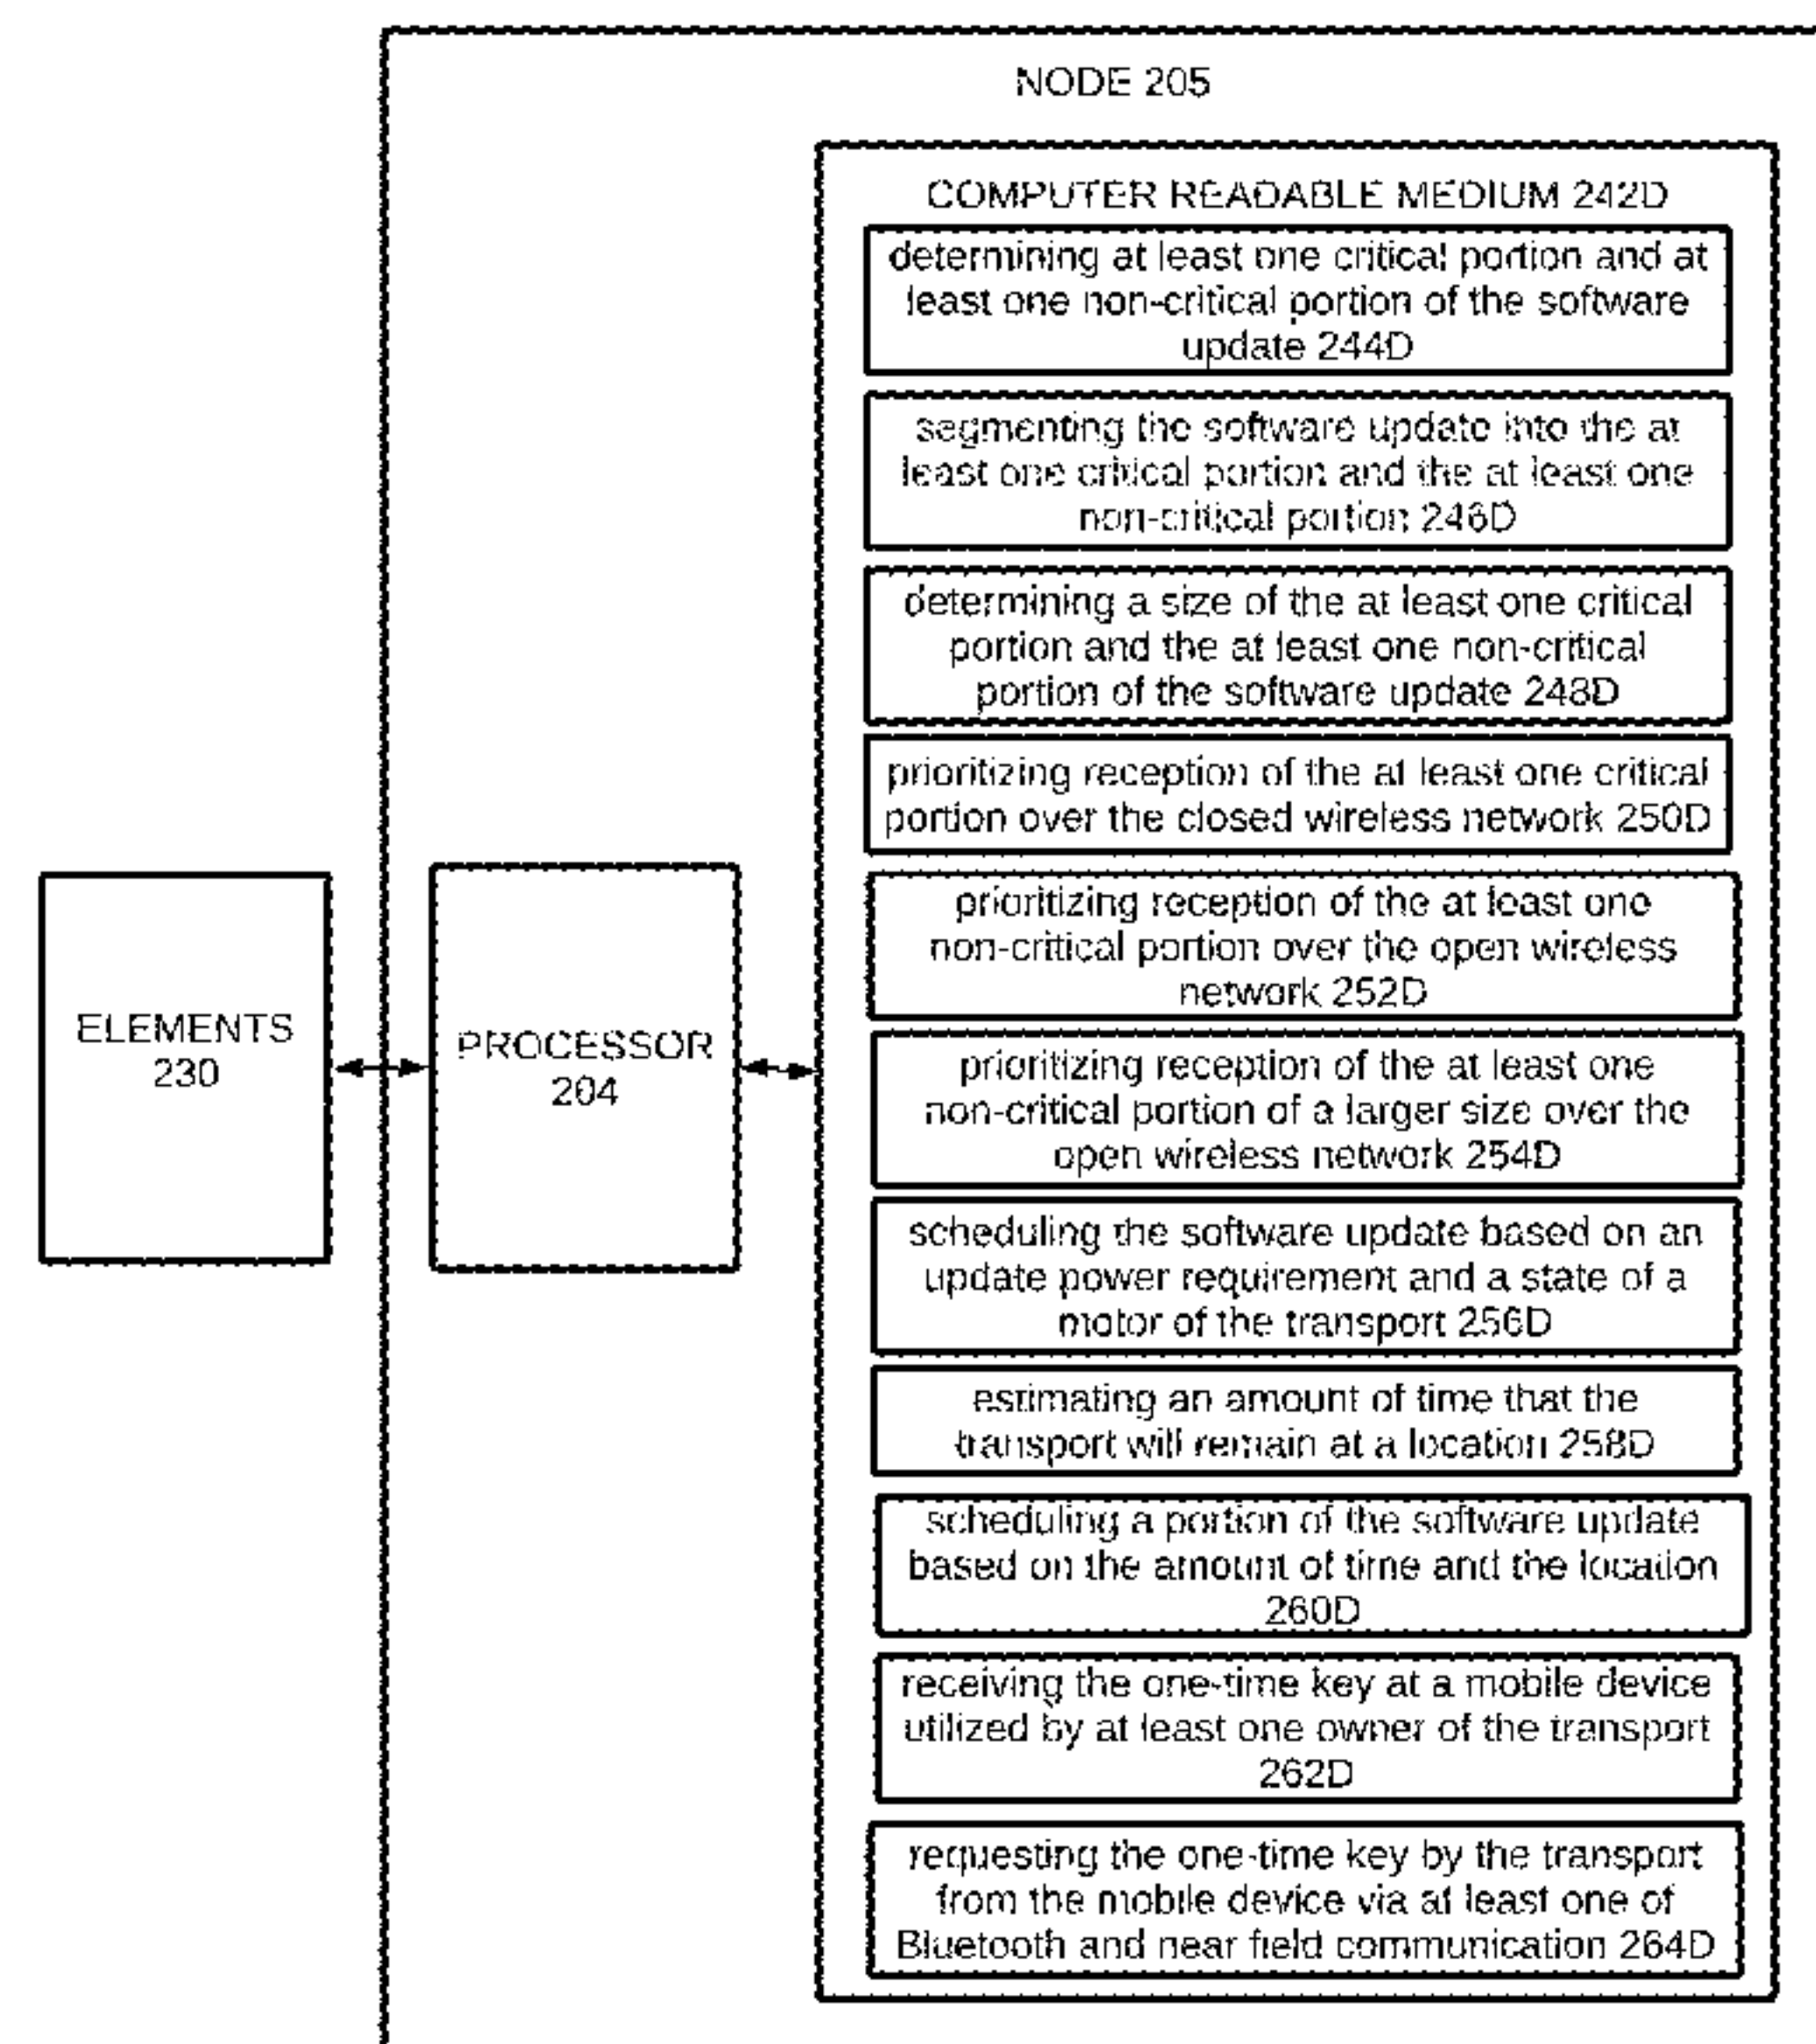 NODE 205
COMPUTER READABLE MEDIUM 242D
determining at least one critical portion and at
least one non-critical portion of the software
update 244D
segmenting the software update into the at
least one critical portion and the at least one
non-critical portion 246D
determining a size of the at least one critical
portion and the at least one non-critical
portion of the software update 248D
prioritizing reception of the at least one critical
portion over the closed wireless network 250D
prioritizing reception of the at least one
non-critical portion over the open wireless
network 252D
prioritizing reception of the at least one
non-critical portion of a larger size over the
open wireless network 254D
scheduling the software update based on an
update power requirement and a state of a
motor of the transport 256D
estimating an amount of time that the
transport will remain at a location 258D
scheduling a portion of the software update
based on the amount of time and the location
260D
receiving the one-time key at a mobile device
utilized by at least one owner of the transport
262D
requesting the one-time key by the transport
from the mobile device via at least one of
Bluetooth and near field communication 264D
ELEMENTS
230
PROCESSOR
204